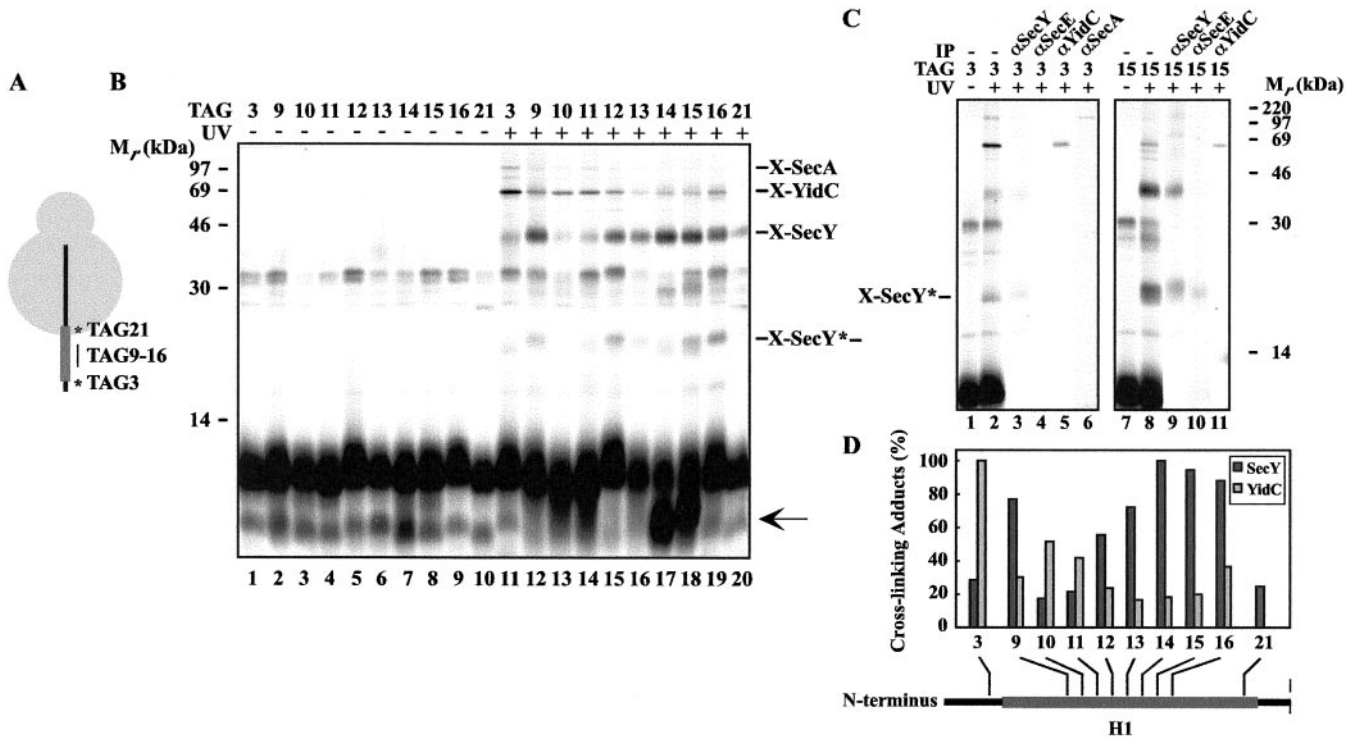 A
* TAG21
TAG9-16
* TAG3
B
TAG 3 9 10 11 12 13 14 15 16 21 3 9 10 11 12 13 14 15 16 21
UV - - - - - - - - - - + + + + + + + + + +
Mr (kDa)
97 –
69 –
46 –
30 –
14 –
–X-SecA
–X-YidC
–X-SecY
–X-SecY*–
1 2 3 4 5 6 7 8 9 10 11 12 13 14 15 16 17 18 19 20
C
IP - - αSecY αSecE αYidC αSecA - - αSecY αSecE αYidC
TAG 3 3 3 3 3 3 15 15 15 15 15
UV - + + + + + - + + + +
Mr (kDa)
– 220
– 97
– 69
– 46
– 30
– 14
X-SecY*–
1 2 3 4 5 6 7 8 9 10 11
D
Cross-linking Adducts (%)
100
80
60
40
20
0
SecY
YidC
3 9 10 11 12 13 14 15 16 21
N-terminus
H1